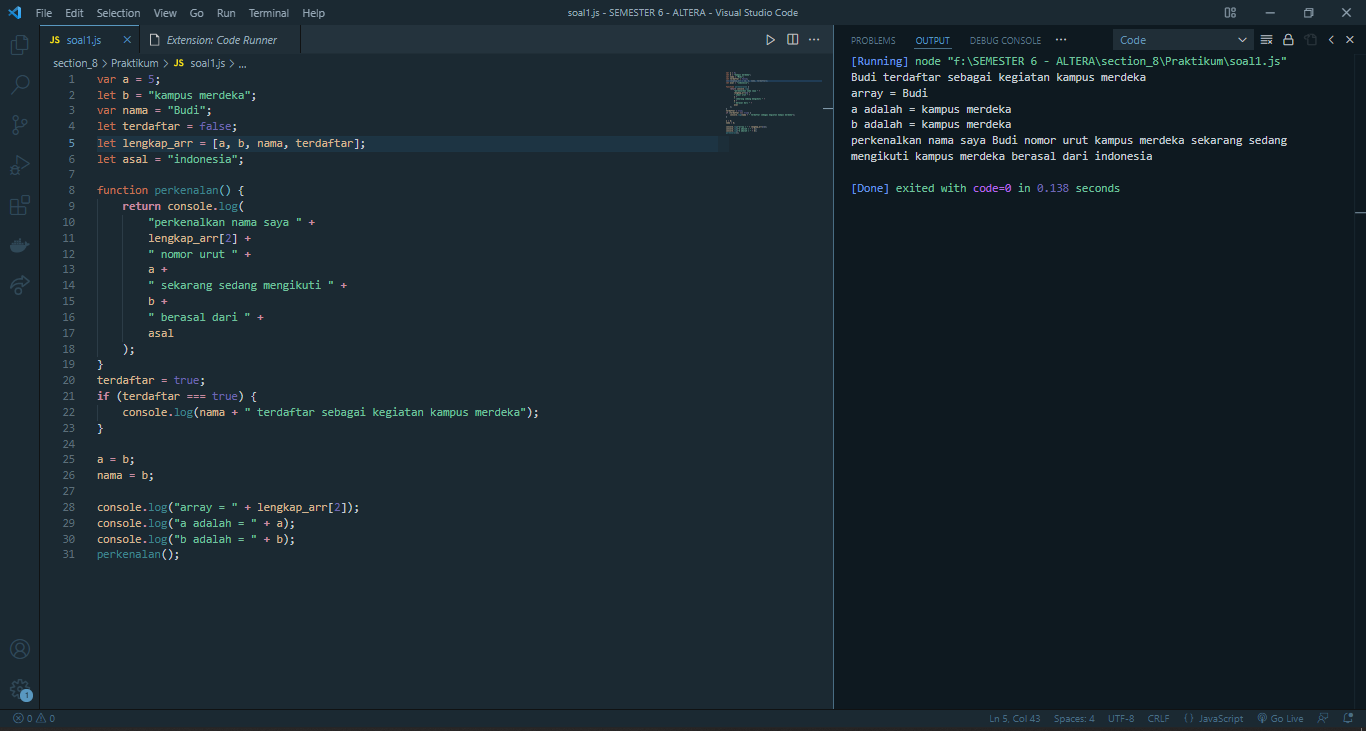 File Edit Selection View Go Run Terminal Help
soal1.js - SEMESTER 6 - ALTERA - Visual Studio Code
JS soal1.js
Extension: Code Runner
section_8 > Praktikum > JS soal1.js > ...
1 var a = 5;
2 let b = "kampus merdeka";
3 var nama = "Budi";
4 let terdaftar = false;
5 let lengkap_arr = [a, b, nama, terdaftar];
6 let asal = "indonesia";
7
8 function perkenalan() {
9 return console.log(
10 "perkenalkan nama saya " +
11 lengkap_arr[2] +
12 " nomor urut " +
13 a +
14 " sekarang sedang mengikuti " +
15 b +
16 " berasal dari " +
17 asal
18 );
19 }
20 terdaftar = true;
21 if (terdaftar === true) {
22 console.log(nama + " terdaftar sebagai kegiatan kampus merdeka");
23 }
24
25 a = b;
26 nama = b;
27
28 console.log("array = " + lengkap_arr[2]);
29 console.log("a adalah = " + a);
30 console.log("b adalah = " + b);
31 perkenalan();
PROBLEMS OUTPUT DEBUG CONSOLE ... Code
[Running] node "f:\SEMESTER 6 - ALTERA\section_8\Praktikum\soal1.js"
Budi terdaftar sebagai kegiatan kampus merdeka
array = Budi
a adalah = kampus merdeka
b adalah = kampus merdeka
perkenalkan nama saya Budi nomor urut kampus merdeka sekarang sedang
mengikuti kampus merdeka berasal dari indonesia
[Done] exited with code=0 in 0.138 seconds
1
0 0
Ln 5, Col 43 Spaces: 4 UTF-8 CRLF {} JavaScript Go Live